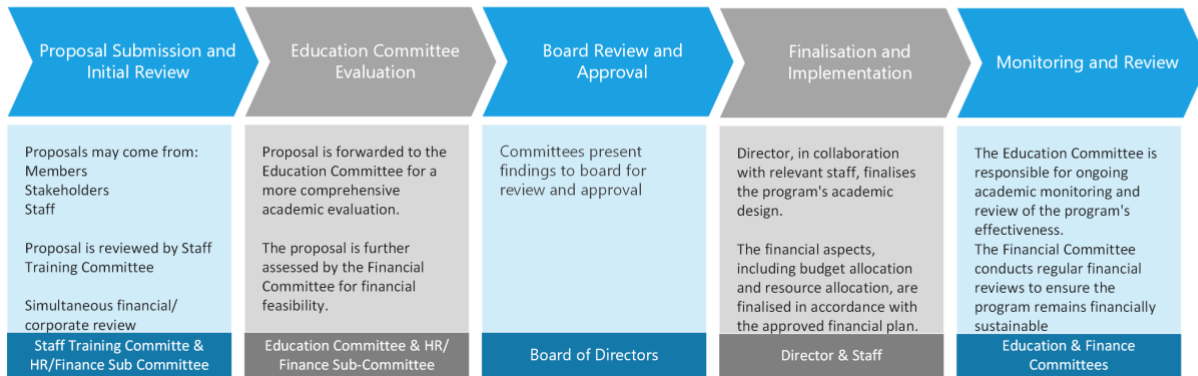 Proposal Submission and
Initial Review
Education Committee
Evaluation
Board Review and
Approval
Finalisation and
Implementation
Monitoring and Review
Proposals may come from:
Members
Stakeholders
Staff
Proposal is reviewed by Staff
Training Committee
Simultaneous financial/
corporate review
Staff Training Committe &
HR/Finance Sub Committee
Proposal is forwarded to the
Education Committee for a
more comprehensive
academic evaluation.
The proposal is further
assessed by the Financial
Committee for financial
feasibility.
Education Committee & HR/
Finance Sub-Committee
Committees present
findings to board for
review and approval
Board of Directors
Director, in collaboration
with relevant staff, finalises
the program's academic
design.
The financial aspects,
including budget allocation
and resource allocation, are
finalised in accordance with
the approved financial plan.
Director & Staff
The Education Committee is
responsible for ongoing
academic monitoring and
review of the program's
effectiveness.
The Financial Committee
conducts regular financial
reviews to ensure the
program remains financially
sustainable
Education & Finance
Committees